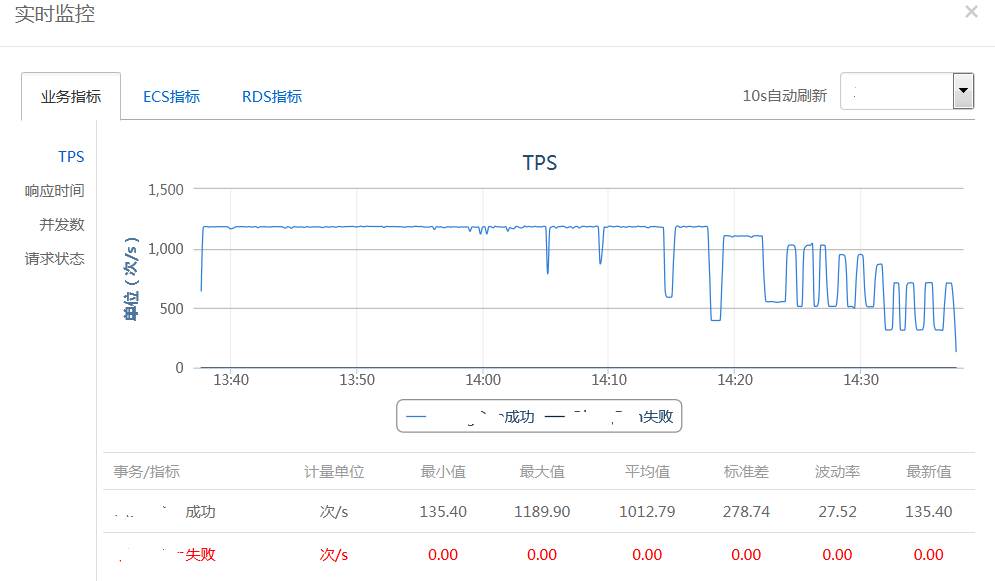 实时监控 ×
业务指标 ECS指标 RDS指标 10s自动刷新
TPS
响应时间
并发数
请求状态
TPS
单位（次/s）
1,500
1,000
500
0
13:40 13:50 14:00 14:10 14:20 14:30
成功 失败
事务/指标 计量单位 最小值 最大值 平均值 标准差 波动率 最新值
成功 次/s 135.40 1189.90 1012.79 278.74 27.52 135.40
失败 次/s 0.00 0.00 0.00 0.00 0.00 0.00